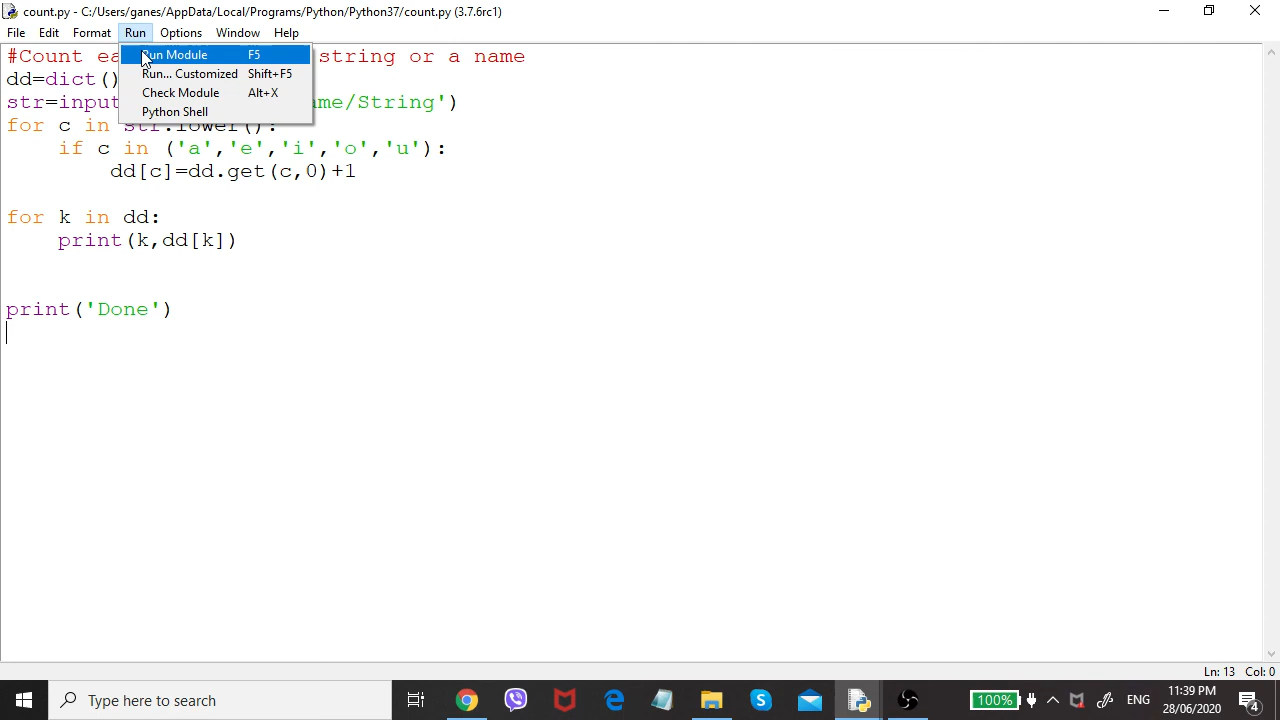 count.py - C:/Users/ganes/AppData/Local/Programs/Python/Python37/count.py (3.7.6rc1)
File Edit Format Run Options Window Help
#Count string or a name
Run Module F5
dd=dict()
Run... Customized Shift+F5
str=input me/String')
Check Module Alt+X
Python Shell
for c in str.lower():
if c in ('a','e','i','o','u'):
dd[c]=dd.get(c,0)+1
for k in dd:
print(k,dd[k])
print('Done')
Ln: 13 Col: 0
Type here to search
100%
ENG
11:39 PM
28/06/2020
4